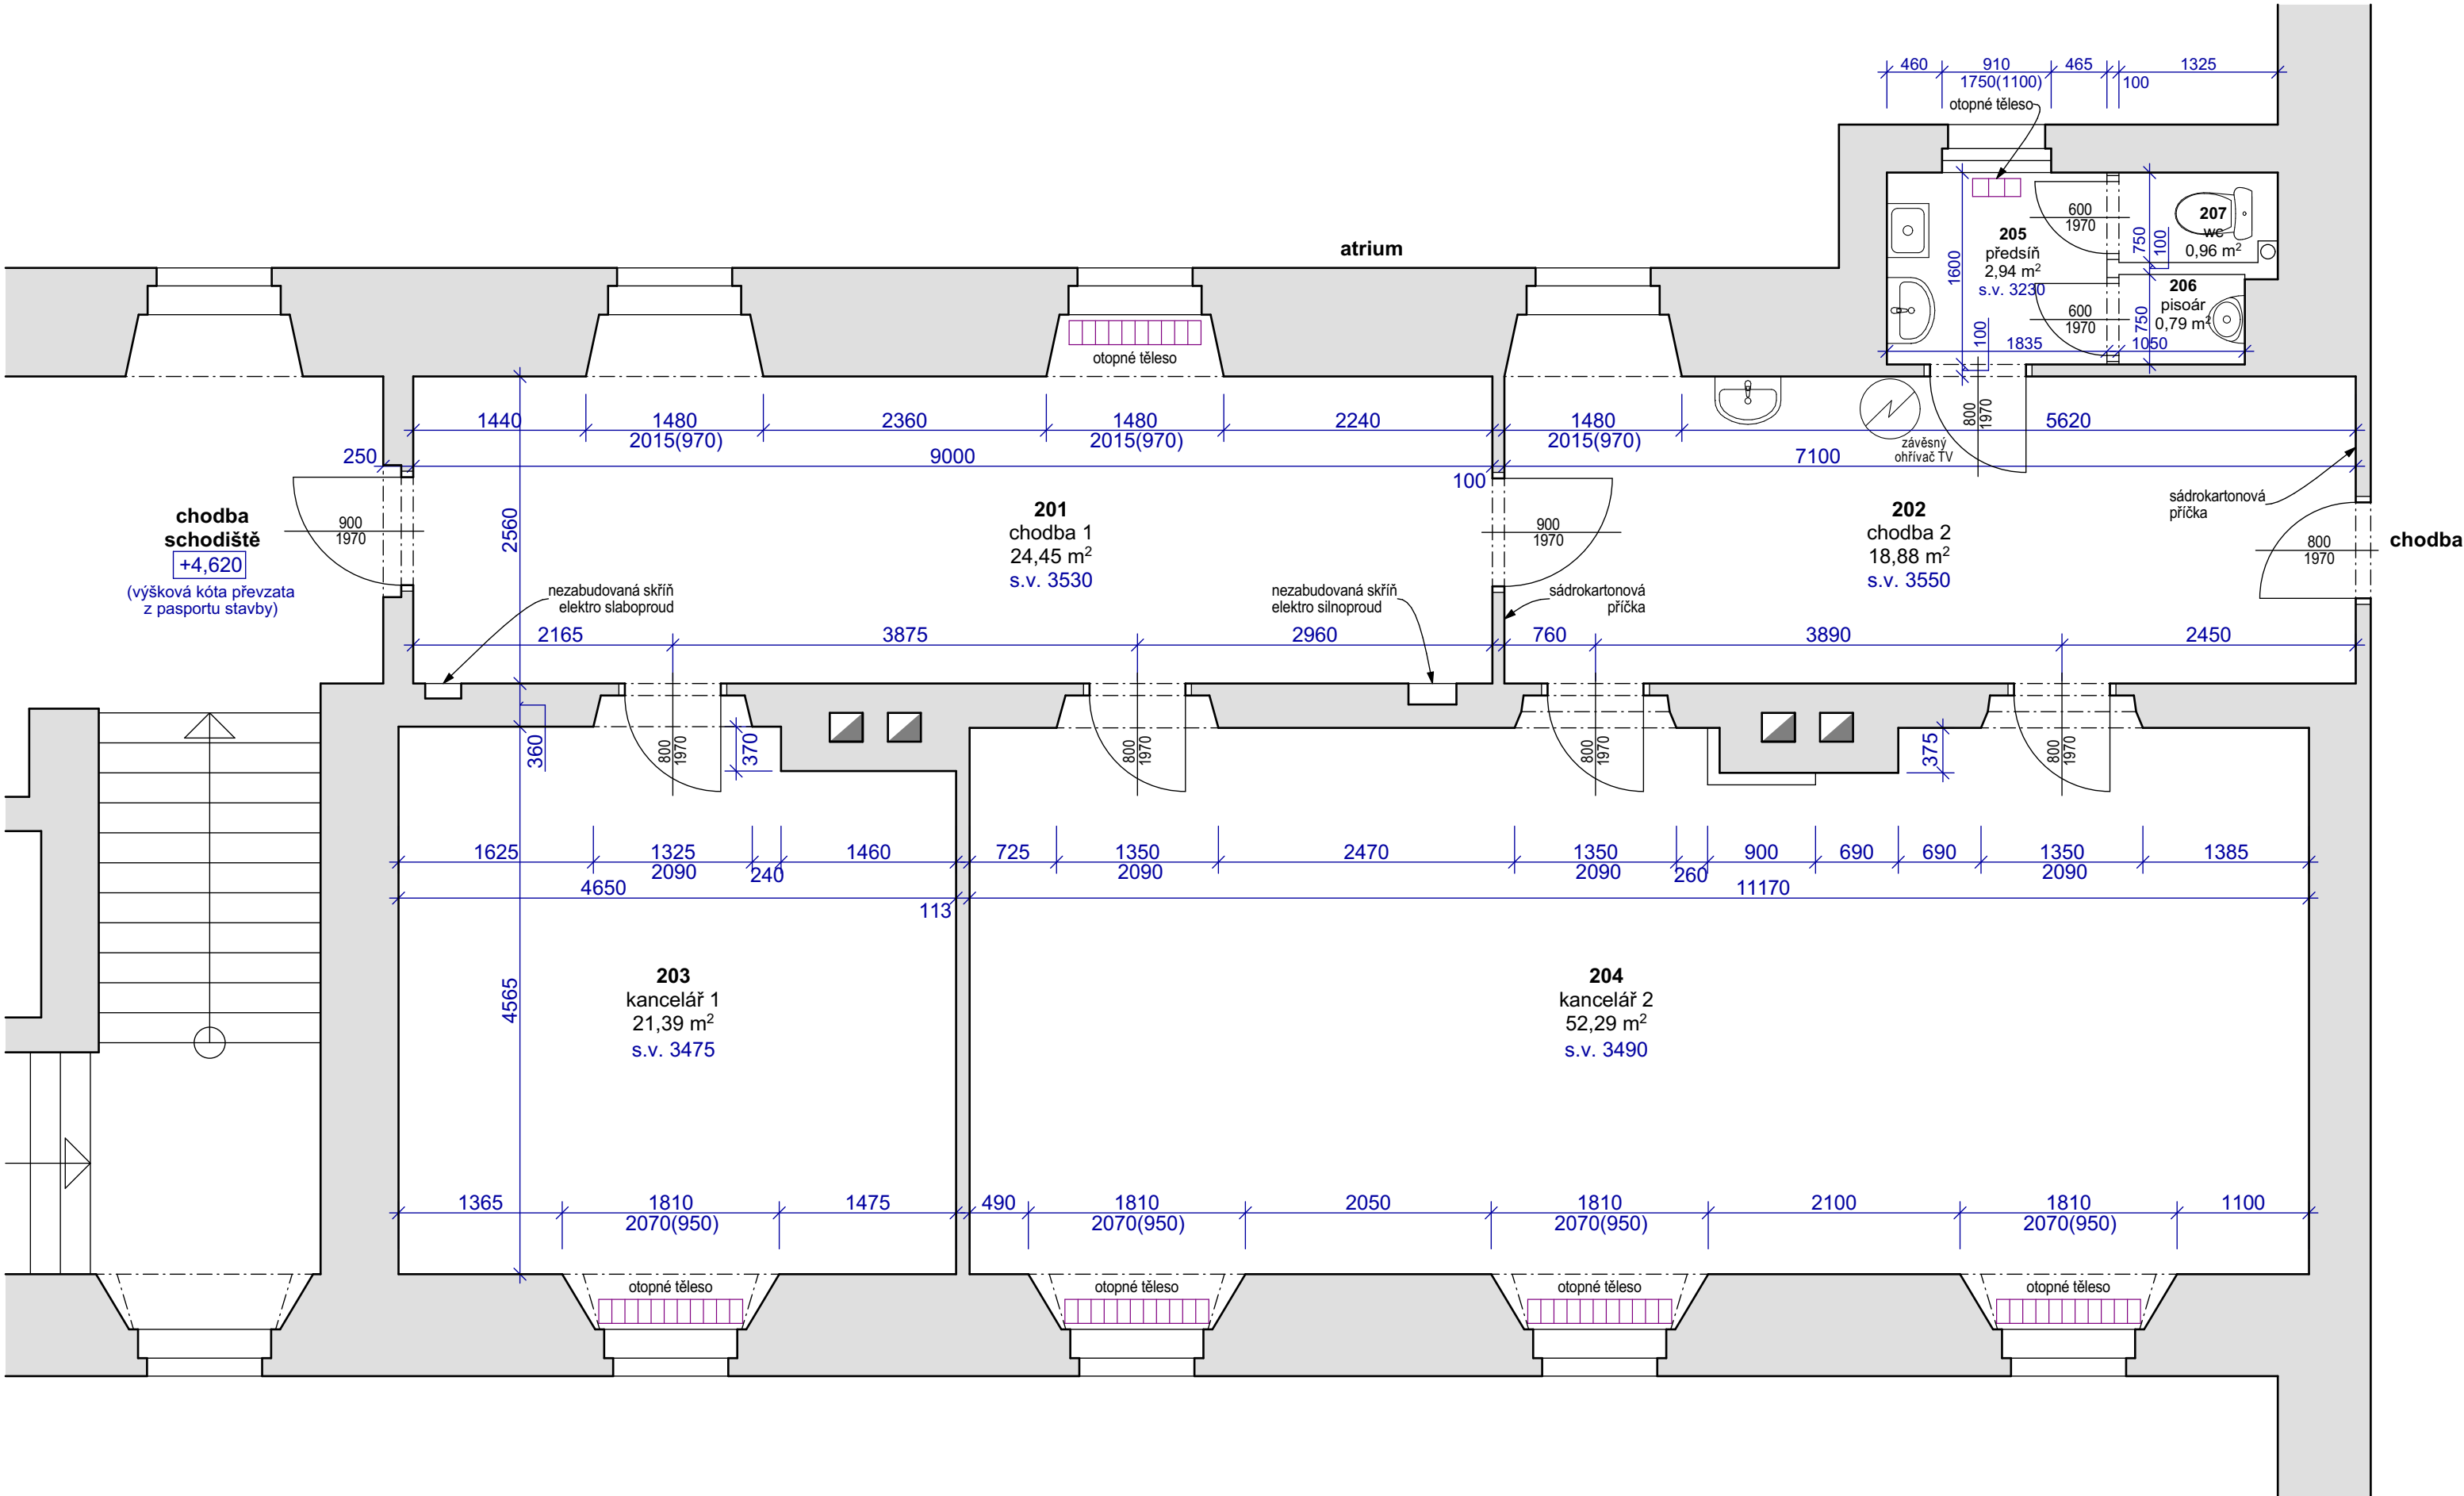 460 910 465 1325
1750(1100) 100
otopné těleso
600
1970
207
wc
0,96 m²
750
100
205
předsíň
2,94 m²
s.v. 3230
1600
206
pisoár
0,79 m²
600
1970
750
100
1835 1050
atrium
otopné těleso
1440 1480 2360 1480 2240 1480 5620
2015(970) 2015(970) 2015(970)
800
1970
závěsný
ohřívač TV
250 9000 7100
100
sádrokartonová
příčka
chodba
schodiště
+4,620
(výšková kóta převzata
z pasportu stavby)
900
1970
2560
201
chodba 1
24,45 m²
s.v. 3530
900
1970
202
chodba 2
18,88 m²
s.v. 3550
800
1970
chodba
nezabudovaná skříň
elektro slaboproud
nezabudovaná skříň
elektro silnoproud
sádrokartonová
příčka
2165 3875 2960 760 3890 2450
360
800
1970
370
800
1970
800
1970
375
800
1970
1625 1325 1460 725 1350 2470 1350 900 690 690 1350 1385
2090 240 2090 2090 260 2090
4650 11170
113
4565
203
kancelář 1
21,39 m²
s.v. 3475
204
kancelář 2
52,29 m²
s.v. 3490
1365 1810 1475 490 1810 2050 1810 2100 1810 1100
2070(950) 2070(950) 2070(950) 2070(950)
otopné těleso otopné těleso otopné těleso otopné těleso